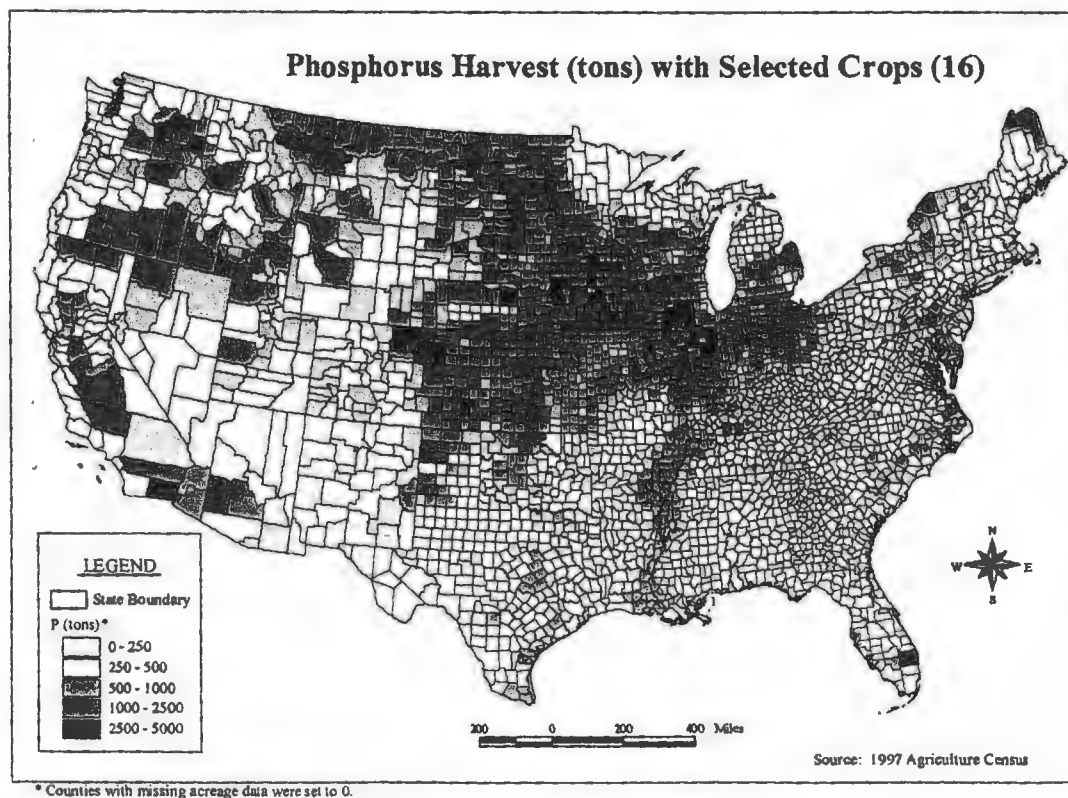 Phosphorus Harvest (tons) with Selected Crops (16)
N
W E
S
LEGEND
State Boundary
P (tons)*
0 - 250
250 - 500
500 - 1000
1000 - 2500
2500 - 5000
200 0 200 400 Miles
Source: 1997 Agriculture Census
* Counties with missing acreage data were set to 0.